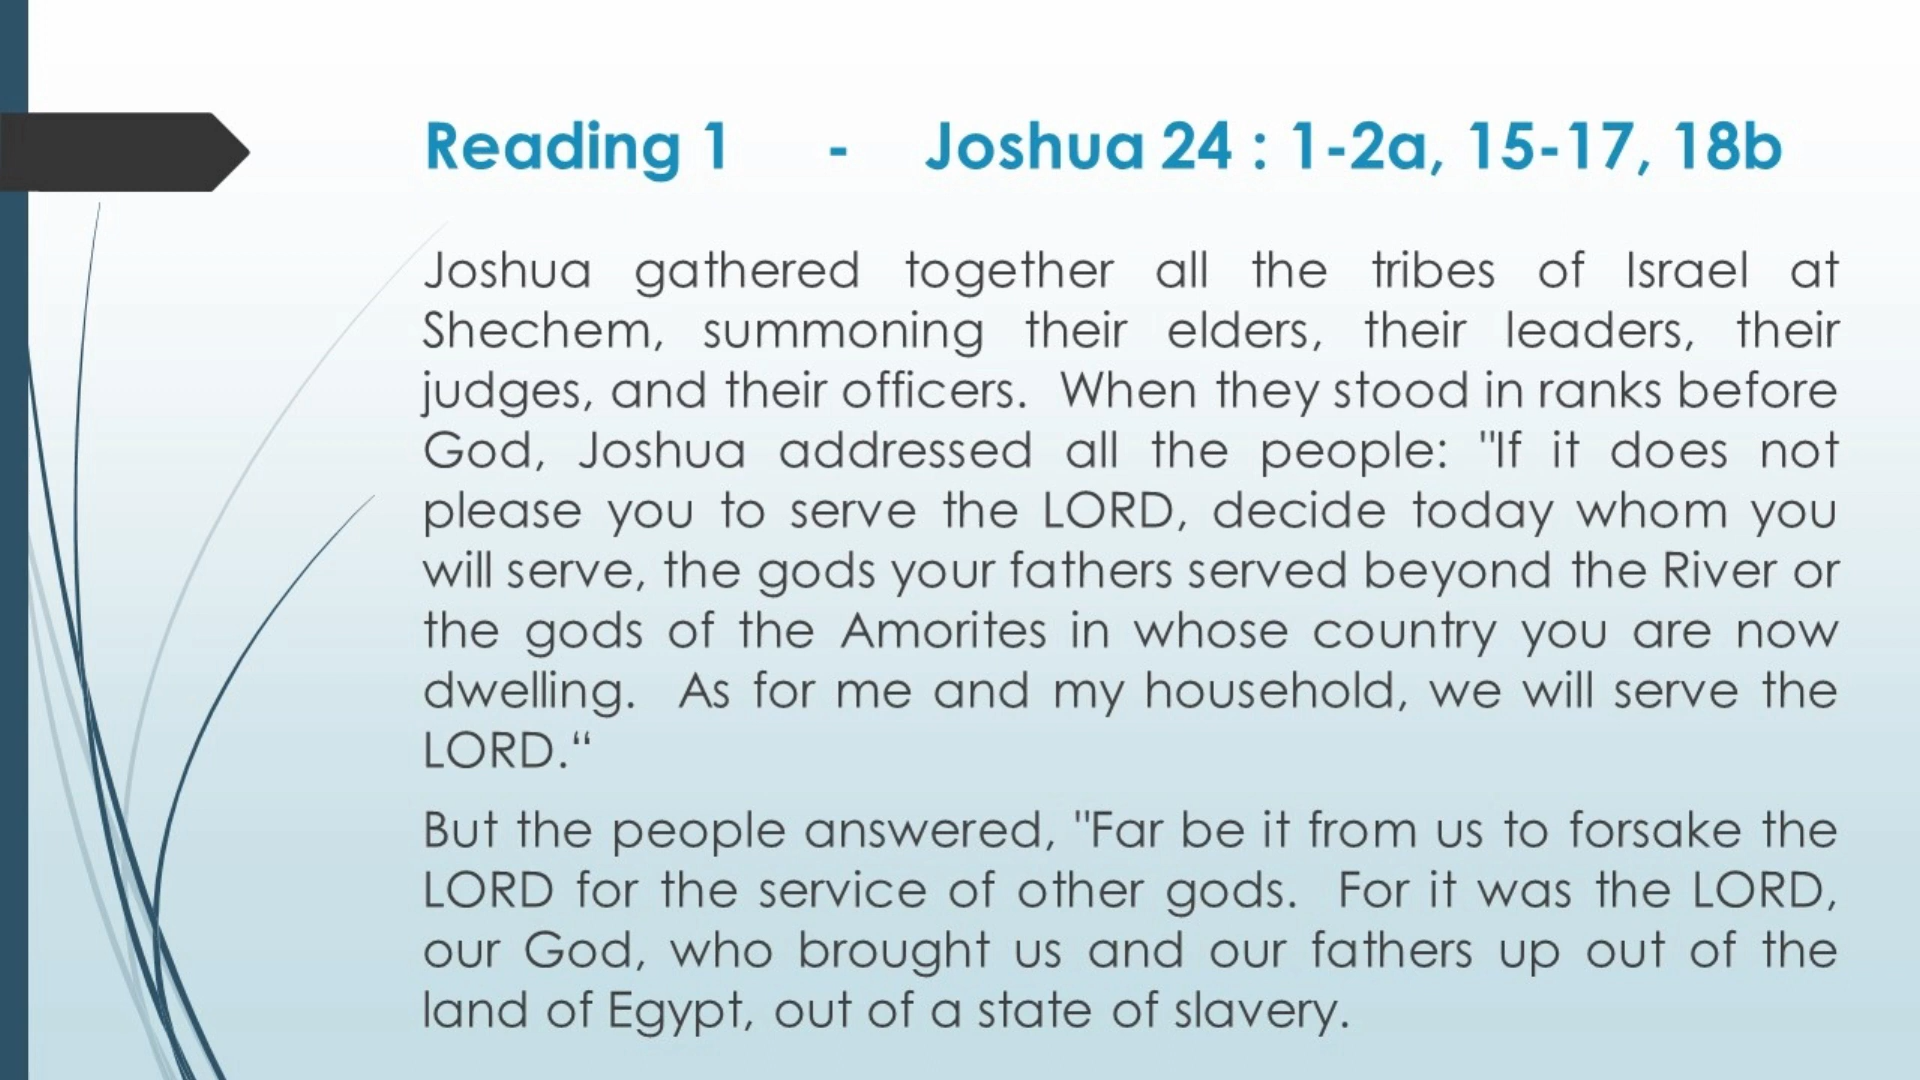 Reading 1 - Joshua 24 : 1-2a, 15-17, 18b
Joshua gathered together all the tribes of Israel at
Shechem, summoning their elders, their leaders, their
judges, and their officers. When they stood in ranks before
God, Joshua addressed all the people: "If it does not
please you to serve the LORD, decide today whom you
will serve, the gods your fathers served beyond the River or
the gods of the Amorites in whose country you are now
dwelling. As for me and my household, we will serve the
LORD.“
But the people answered, "Far be it from us to forsake the
LORD for the service of other gods. For it was the LORD,
our God, who brought us and our fathers up out of the
land of Egypt, out of a state of slavery.